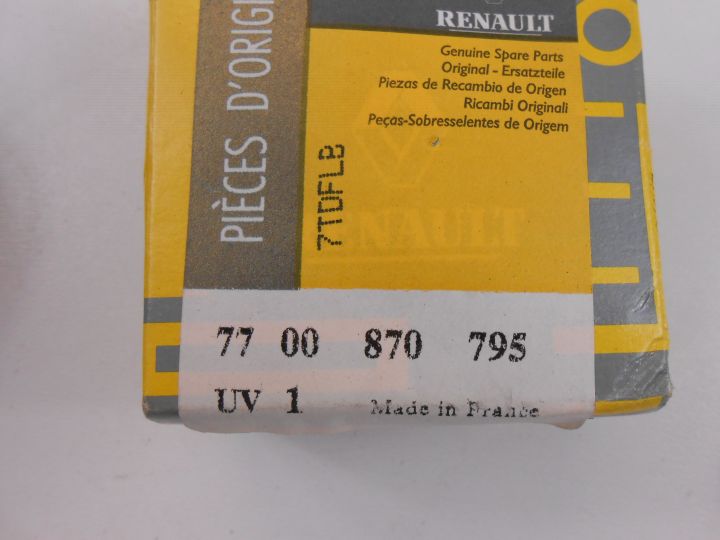 RENAULT
Genuine Spare Parts
Original - Ersatzteile
Piezas de Recambio de Origen
Ricambi Originali
Peças-Sobresselentes de Origem
PIÈCES D'ORIGI
7TDFLB
RENAULT
77 00 870 795
UV 1 Made in France